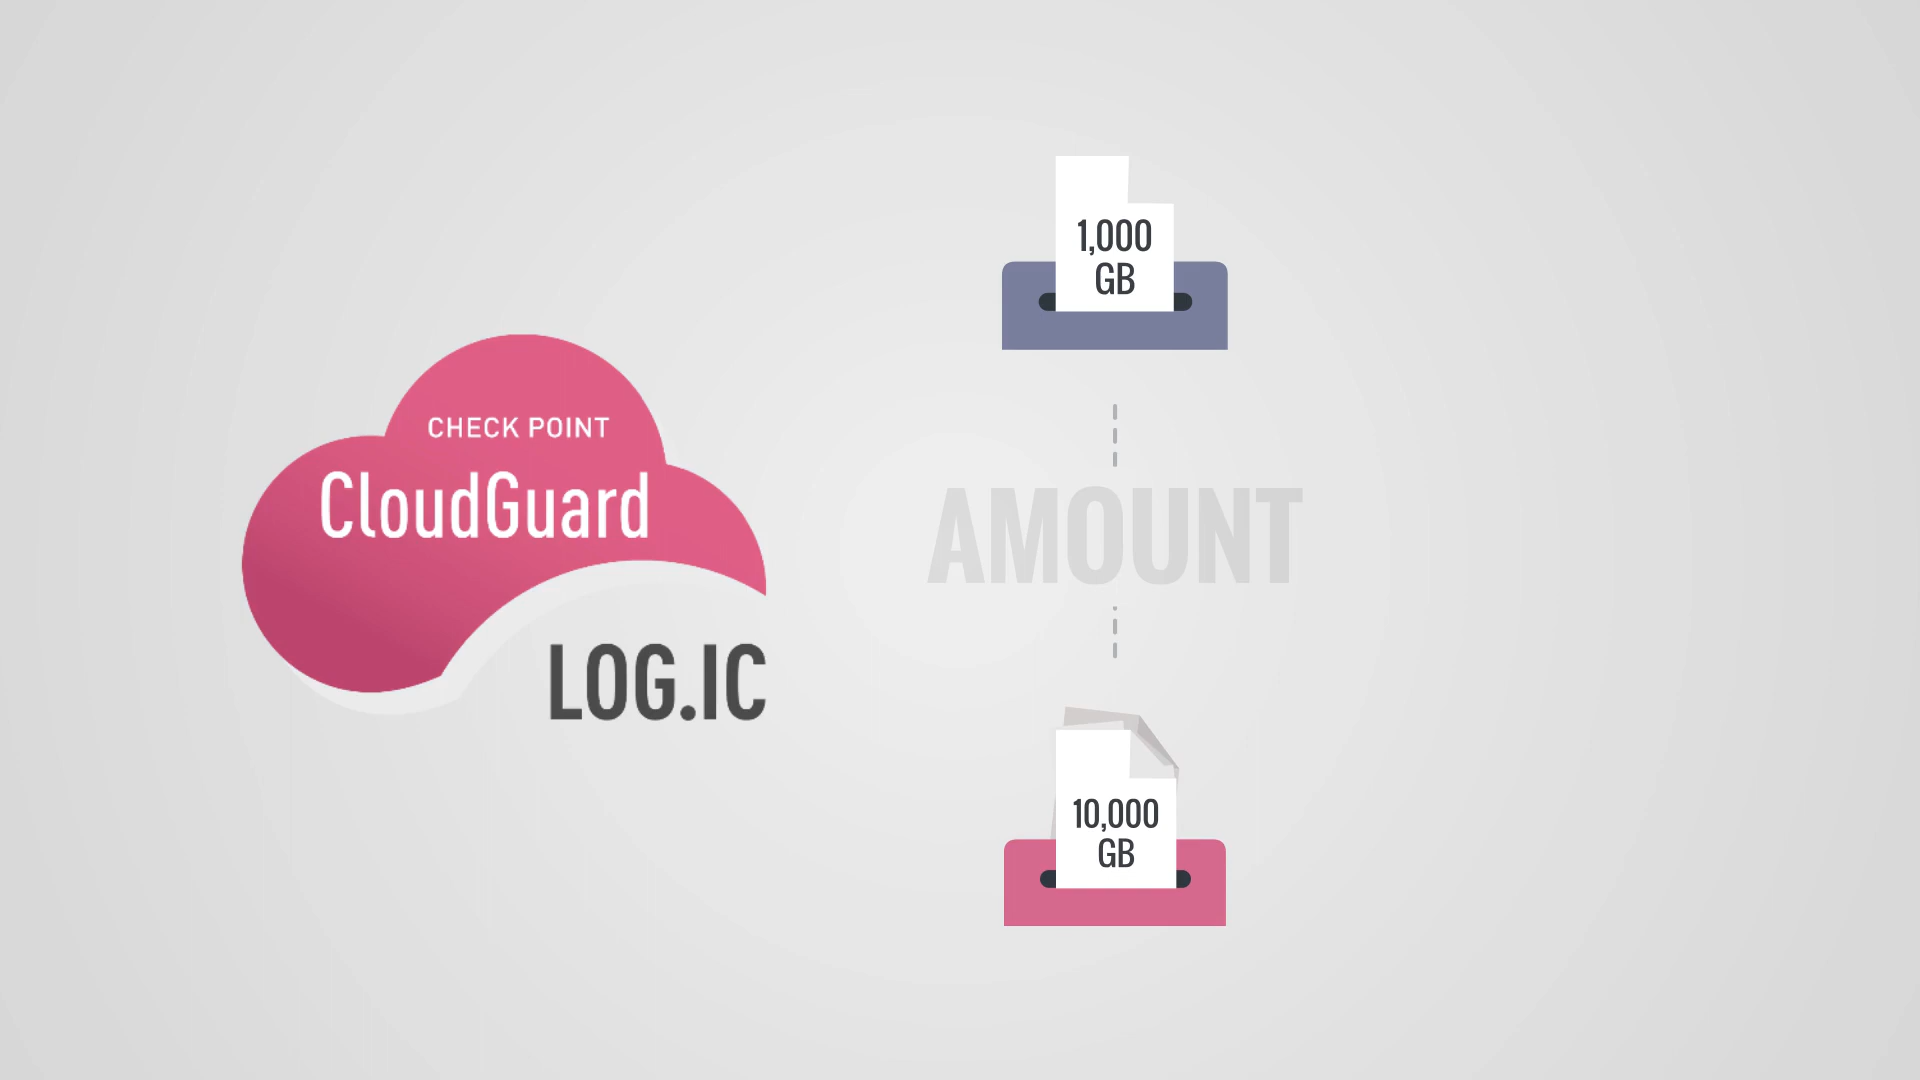 CHECK POINT
CloudGuard
LOG.IC
1,000
GB
AMOUNT
10,000
GB